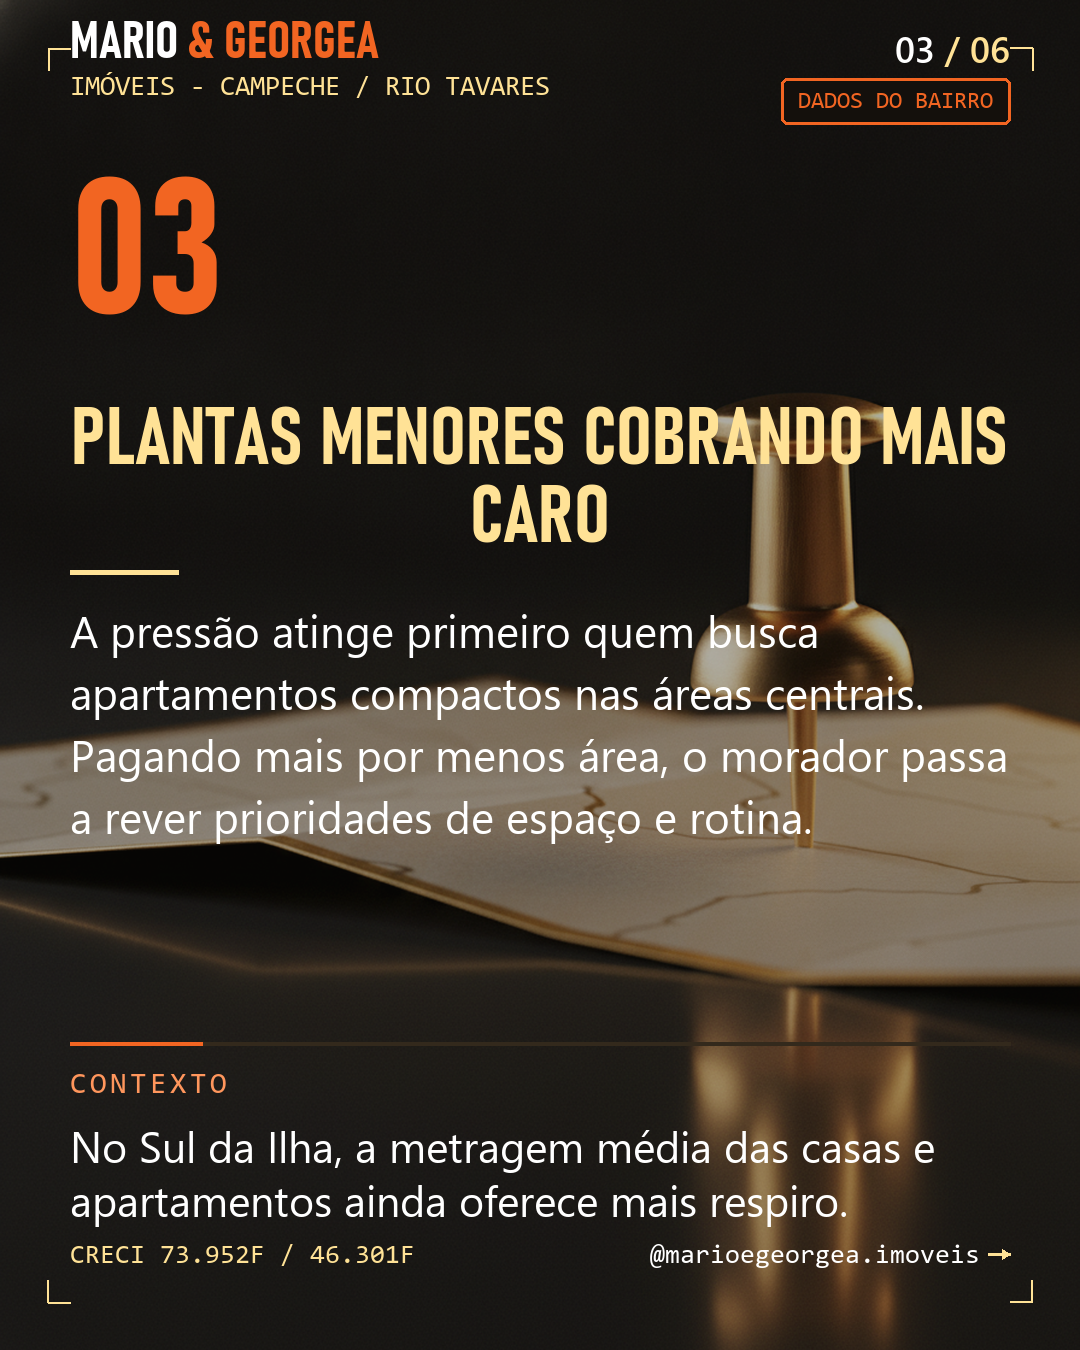 MARIO & GEORGEA
IMÓVEIS - CAMPECHE / RIO TAVARES
03 / 06
DADOS DO BAIRRO
03
PLANTAS MENORES COBRANDO MAIS
CARO
A pressão atinge primeiro quem busca
apartamentos compactos nas áreas centrais.
Pagando mais por menos área, o morador passa
a rever prioridades de espaço e rotina.
CONTEXTO
No Sul da Ilha, a metragem média das casas e
apartamentos ainda oferece mais respiro.
CRECI 73.952F / 46.301F
@marioegeorgea.imoveis →